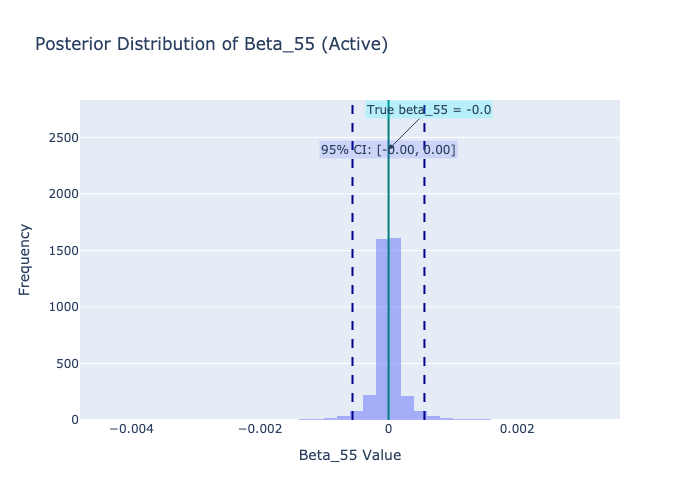 Posterior Distribution of Beta_55 (Active)
True beta_55 = -0.0
95% CI: [-0.00, 0.00]
2500
2000
1500
1000
500
0
Frequency
−0.004
−0.002
0
0.002
Beta_55 Value